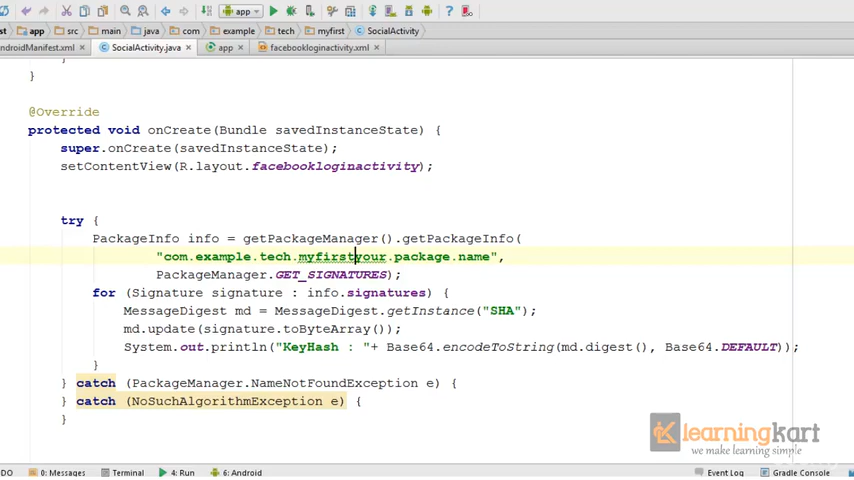 app
st app src main java com example tech myfirst SocialActivity
ndroidManifest.xml SocialActivity.java app facebookloginactivity.xml
}
}
@Override
protected void onCreate(Bundle savedInstanceState) {
super.onCreate(savedInstanceState);
setContentView(R.layout.facebookloginactivity);
try {
PackageInfo info = getPackageManager().getPackageInfo(
"com.example.tech.myfirstyour.package.name",
PackageManager.GET_SIGNATURES);
for (Signature signature : info.signatures) {
MessageDigest md = MessageDigest.getInstance("SHA");
md.update(signature.toByteArray());
System.out.println("KeyHash : "+ Base64.encodeToString(md.digest(), Base64.DEFAULT));
}
} catch (PackageManager.NameNotFoundException e) {
} catch (NoSuchAlgorithmException e) {
}
learningkart
we make learning simple
DO 0: Messages Terminal 4: Run 6: Android Event Log Gradle Console